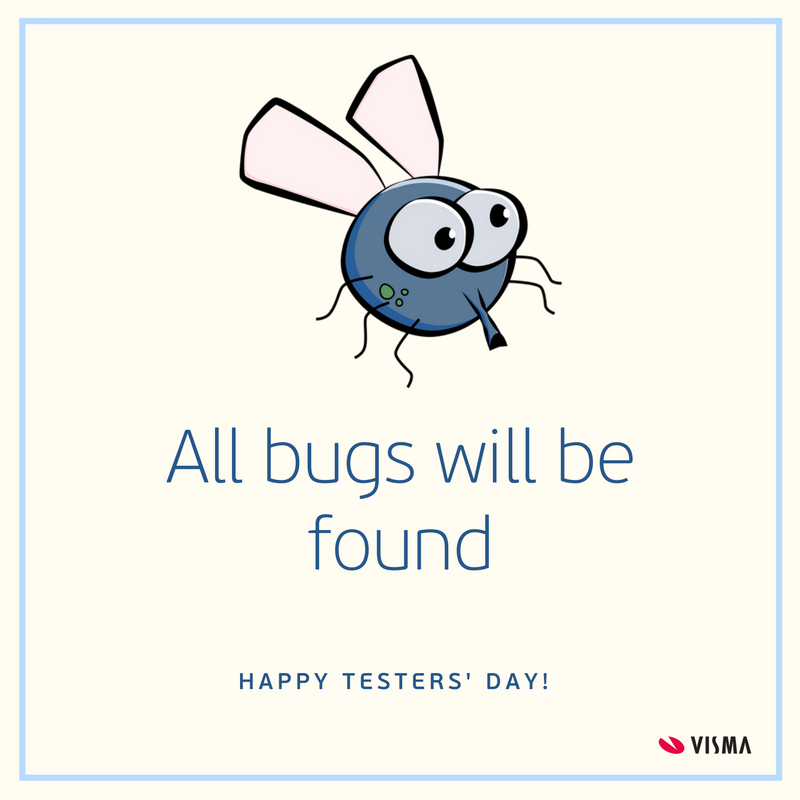 All bugs will be
found
HAPPY TESTERS' DAY!
VISMA